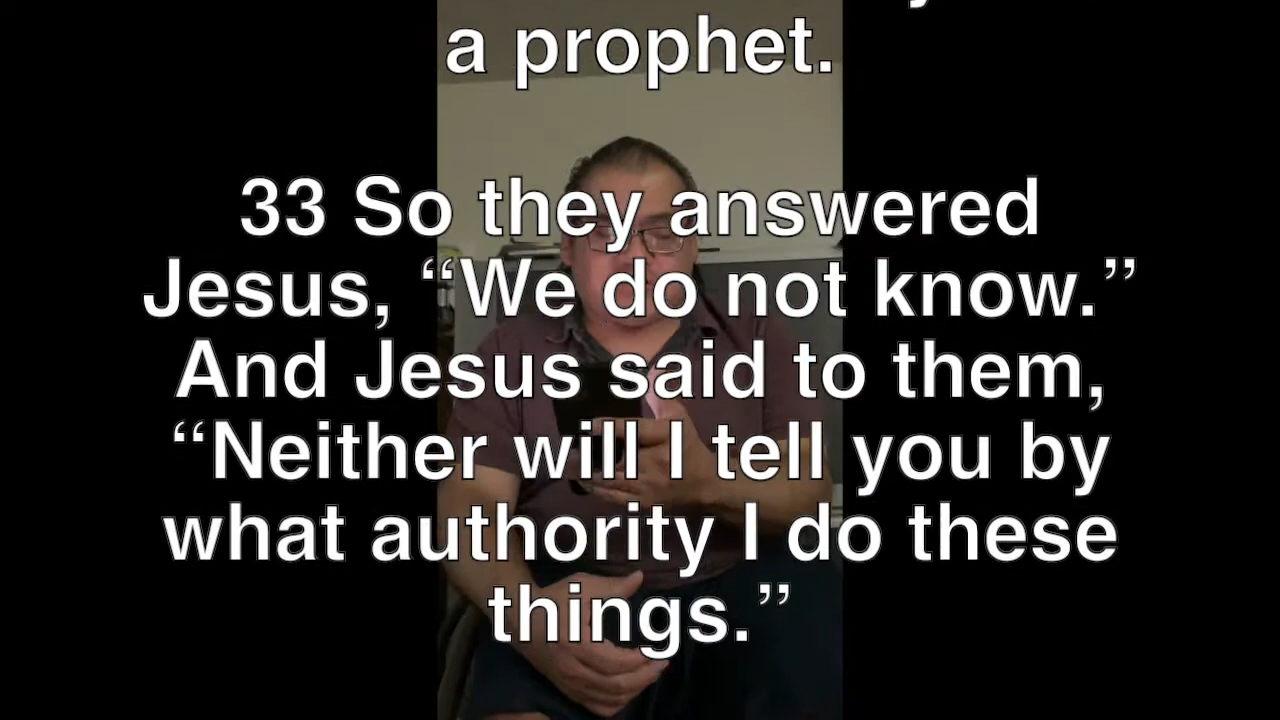 a prophet.
33 So they answered
Jesus, “We do not know.”
And Jesus said to them,
“Neither will I tell you by
what authority I do these
things.”